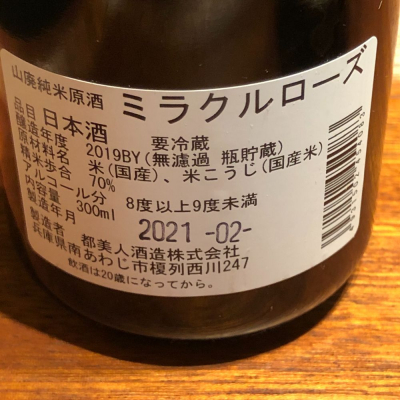 山廃純米原酒 ミラクルローズ
品目 日本酒 要冷蔵
醸造年度 2019BY(無濾過 瓶貯蔵)
原材料名 米(国産)、米こうじ(国産米)
精米歩合 70%
アルコール分 8度以上9度未満
内容量 300ml
製造年月 2021 -02-
製造者 都美人酒造株式会社
兵庫県南あわじ市榎列西川247
飲酒は20歳になってから。